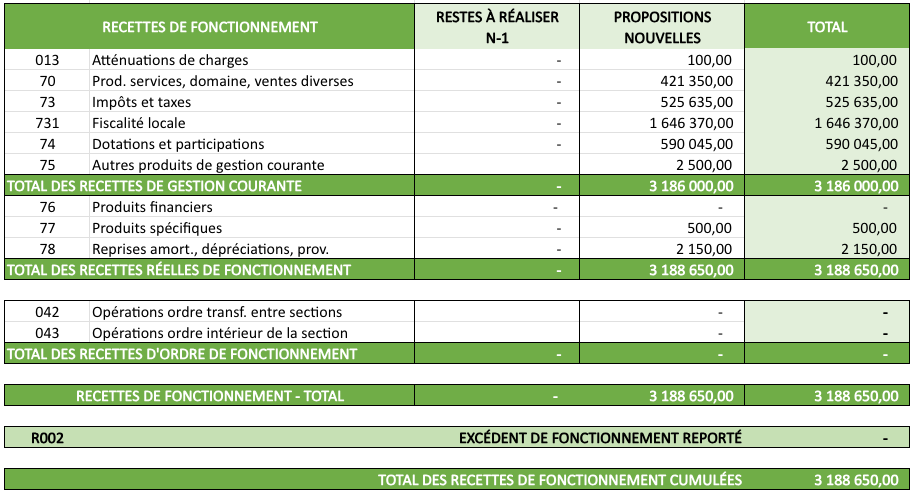 RECETTES DE FONCTIONNEMENT RESTES À RÉALISER N-1 PROPOSITIONS NOUVELLES TOTAL
013 Atténuations de charges - 100,00 100,00
70 Prod. services, domaine, ventes diverses - 421 350,00 421 350,00
73 Impôts et taxes - 525 635,00 525 635,00
731 Fiscalité locale - 1 646 370,00 1 646 370,00
74 Dotations et participations - 590 045,00 590 045,00
75 Autres produits de gestion courante 2 500,00 2 500,00
TOTAL DES RECETTES DE GESTION COURANTE - 3 186 000,00 3 186 000,00
76 Produits financiers - - -
77 Produits spécifiques - 500,00 500,00
78 Reprises amort., dépréciations, prov. - 2 150,00 2 150,00
TOTAL DES RECETTES RÉELLES DE FONCTIONNEMENT - 3 188 650,00 3 188 650,00
042 Opérations ordre transf. entre sections - -
043 Opérations ordre intérieur de la section - -
TOTAL DES RECETTES D'ORDRE DE FONCTIONNEMENT - - -
RECETTES DE FONCTIONNEMENT - TOTAL - 3 188 650,00 3 188 650,00
R002 EXCÉDENT DE FONCTIONNEMENT REPORTÉ -
TOTAL DES RECETTES DE FONCTIONNEMENT CUMULÉES 3 188 650,00